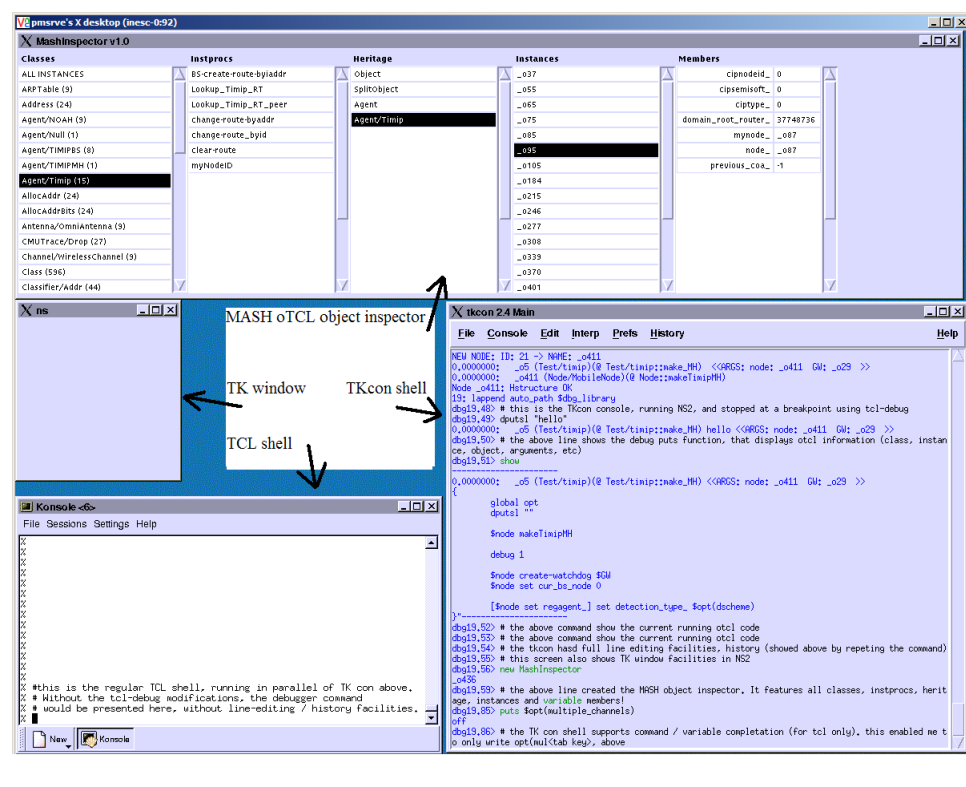 pmsrve's X desktop (inesc-0:92)
MashInspector v1.0
Classes
ALL INSTANCES
ARPTable (9)
Address (24)
Agent/NOAH (9)
Agent/Null (1)
Agent/TIMIPBS (8)
Agent/TIMIPMH (1)
Agent/Timip (15)
AllocAddr (24)
AllocAddrBits (24)
Antenna/OmniAntenna (9)
CMUTrace/Drop (27)
Channel/WirelessChannel (9)
Class (596)
Classifier/Addr (44)
Instprocs
BS-create-route-byiaddr
Lookup_Timip_RT
Lookup_Timip_RT_peer
change-route-byaddr
change-route_byid
clear-route
myNodeID
Heritage
Object
SplitObject
Agent
Agent/Timip
Instances
_o37
_o55
_o65
_o75
_o85
_o95
_o105
_o184
_o215
_o246
_o277
_o308
_o339
_o370
_o401
Members
cipnodeid_ 0
cipsemisoft_ 0
ciptype_ 0
domain_root_router_ 37748736
mynode_ _o87
node_ _o87
previous_coa_ -1
ns
MASH oTCL object inspector
TK window
TKcon shell
TCL shell
Konsole <6>
File Sessions Settings Help
%
%
%
%
%
%
%
%
%
%
%
%
%
%
% #this is the regular TCL shell, running in parallel of TK con above.
% # Without the tcl-debug modifications, the debugger command
% # would be presented here, without line-editing / history facilities.
%
New
Konsole
tkcon 2.4 Main
File Console Edit Interp Prefs History Help
NEW NODE: ID: 21 -> NAME: _o411
0.0000000: _o5 (Test/timip)(@ Test/timip::make_MH) <<ARGS: node: _o411 GW: _o29 >>
0.0000000: _o411 (Node/MobileNode)(@ Node::makeTimipMH)
Node _o411: Hstructure OK
19: lappend auto_path $dbg_library
dbg19.48> # this is the TKcon console, running NS2, and stopped at a breakpoint using tcl-debug
dbg19.49> dputsl "hello"
0.0000000: _o5 (Test/timip)(@ Test/timip::make_MH) hello <<ARGS: node: _o411 GW: _o29 >>
dbg19.50> # the above line shows the debug puts function, that displays otcl information (class, instan
ce, object, arguments, etc)
dbg19.51> show
----------------------
0.0000000: _o5 (Test/timip)(@ Test/timip::make_MH) <<ARGS: node: _o411 GW: _o29 >>
{
global opt
dputsl ""
$node makeTimipMH
debug 1
$node create-watchdog $GW
$node set cur_bs_node 0
[$node set regagent_] set detection_type_ $opt(dscheme)
}"----------------------
dbg19.52> # the above command show the current running otcl code
dbg19.53> # the above command show the current running otcl code
dbg19.54> # the tkcon hasd full line editing facilities, history (showed above by repeting the command)
dbg19.55> # this screen also shows TK window facilities in NS2
dbg19.56> new MashInspector
_o436
dbg19.59> # the above line created the MASH object inspector. It features all classes, instprocs, herit
age, instances and variable members!
dbg19.85> puts $opt(multiple_channels)
off
dbg19.86> # the TK con shell supports command / variable completation (for tcl only). this enabled me t
o only write opt(mul<tab key>, above